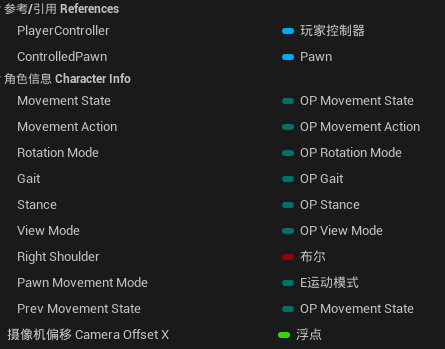 参考/引用 References
PlayerController 玩家控制器
ControlledPawn Pawn
角色信息 Character Info
Movement State OP Movement State
Movement Action OP Movement Action
Rotation Mode OP Rotation Mode
Gait OP Gait
Stance OP Stance
View Mode OP View Mode
Right Shoulder 布尔
Pawn Movement Mode E运动模式
Prev Movement State OP Movement State
摄像机偏移 Camera Offset X 浮点